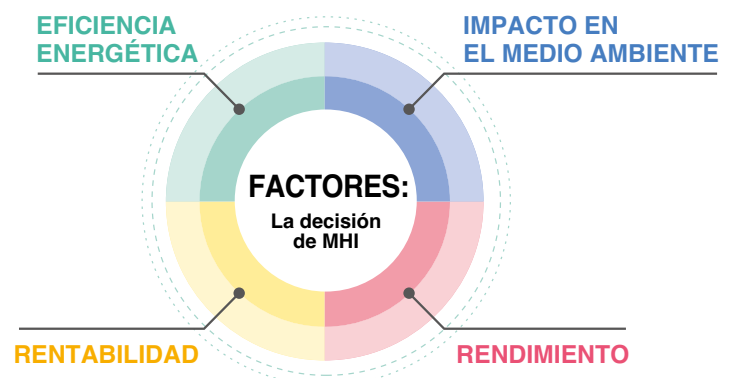 EFICIENCIA
ENERGÉTICA
IMPACTO EN
EL MEDIO AMBIENTE
FACTORES:
La decisión
de MHI
RENTABILIDAD
RENDIMIENTO